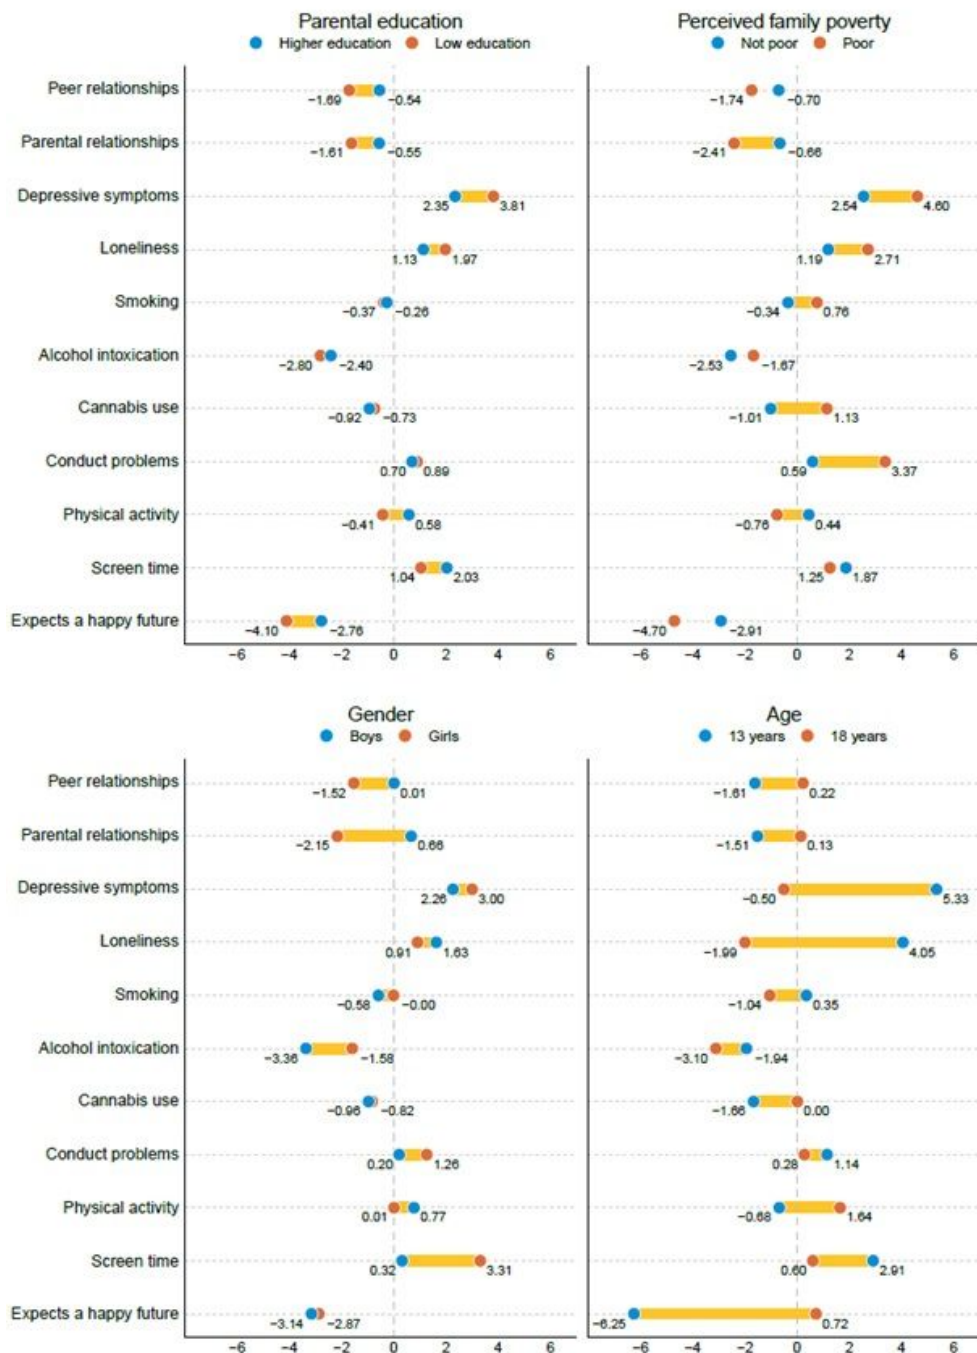 Parental education
Higher education Low education
Peer relationships −1.69 −0.54
Parental relationships −1.61 −0.55
Depressive symptoms 2.35 3.81
Loneliness 1.13 1.97
Smoking −0.37 −0.26
Alcohol intoxication −2.80 −2.40
Cannabis use −0.92 −0.73
Conduct problems 0.70 0.89
Physical activity −0.41 0.58
Screen time 1.04 2.03
Expects a happy future −4.10 −2.76
−6 −4 −2 0 2 4 6
Perceived family poverty
Not poor Poor
−1.74 −0.70
−2.41 −0.66
2.54 4.60
1.19 2.71
−0.34 0.76
−2.53 −1.67
−1.01 1.13
0.59 3.37
−0.76 0.44
1.25 1.87
−4.70 −2.91
−6 −4 −2 0 2 4 6
Gender
Boys Girls
Peer relationships −1.52 0.01
Parental relationships −2.15 0.66
Depressive symptoms 2.26 3.00
Loneliness 0.91 1.63
Smoking −0.58 −0.00
Alcohol intoxication −3.36 −1.58
Cannabis use −0.96 −0.82
Conduct problems 0.20 1.26
Physical activity 0.01 0.77
Screen time 0.32 3.31
Expects a happy future −3.14 −2.87
−6 −4 −2 0 2 4 6
Age
13 years 18 years
−1.61 0.22
−1.51 0.13
−0.50 5.33
−1.99 4.05
−1.04 0.35
−3.10 −1.94
−1.66 0.00
0.28 1.14
−0.68 1.64
0.60 2.91
−6.25 0.72
−6 −4 −2 0 2 4 6